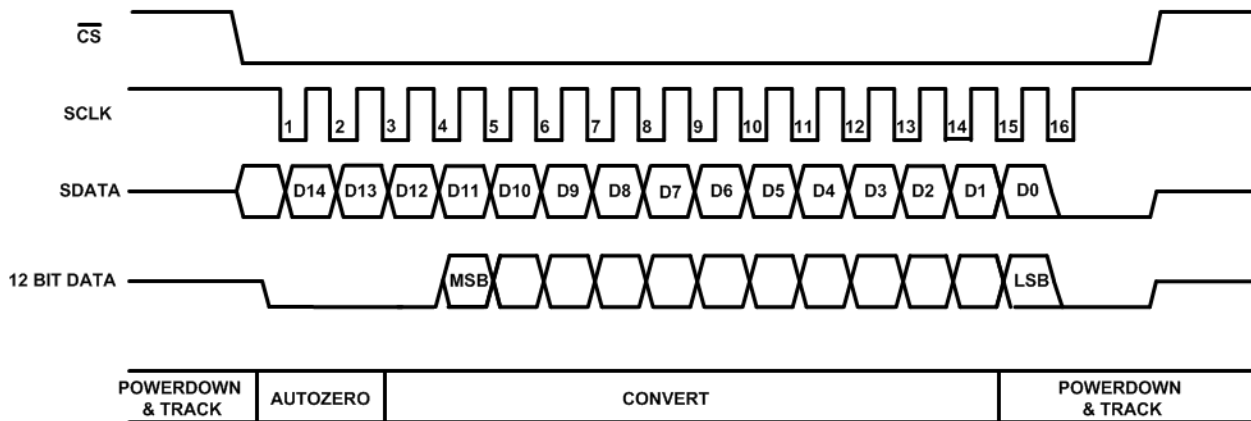 CS
SCLK
1 2 3 4 5 6 7 8 9 10 11 12 13 14 15 16
SDATA
D14 D13 D12 D11 D10 D9 D8 D7 D6 D5 D4 D3 D2 D1 D0
12 BIT DATA
MSB LSB
POWERDOWN
& TRACK
AUTOZERO
CONVERT
POWERDOWN
& TRACK